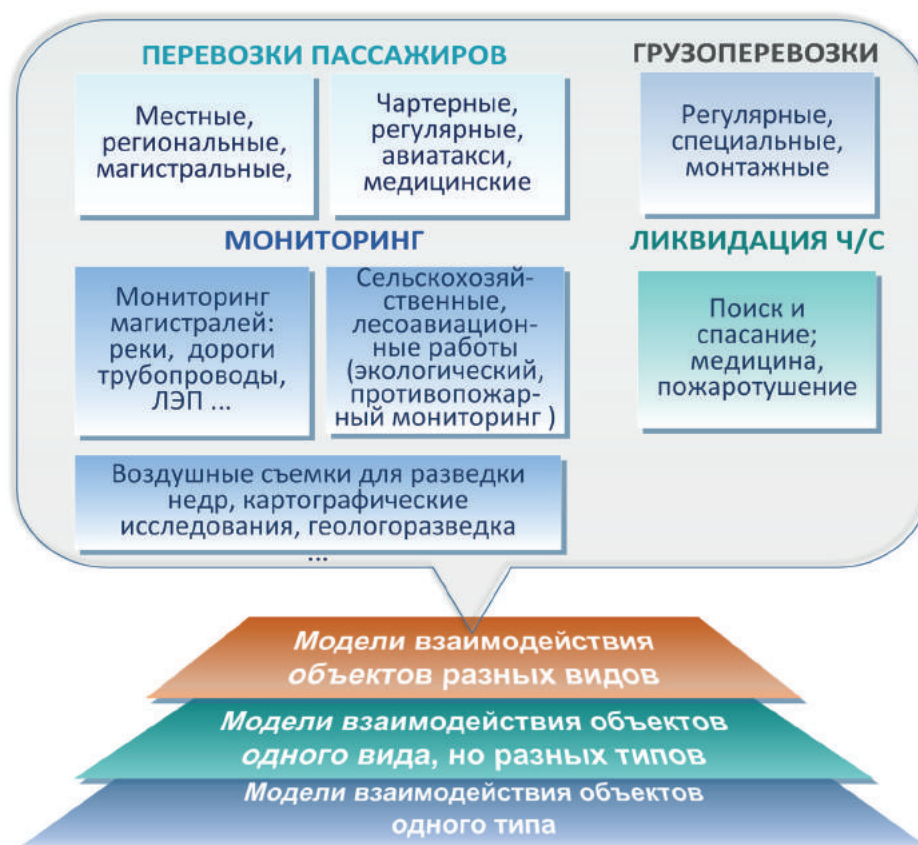 ПЕРЕВОЗКИ ПАССАЖИРОВ
Местные,
региональные,
магистральные,
Чартерные,
регулярные,
авиатакси,
медицинские
ГРУЗОПЕРЕВОЗКИ
Регулярные,
специальные,
монтажные
МОНИТОРИНГ
Мониторинг
магистралей:
реки, дороги
трубопроводы,
ЛЭП ...
Сельскохозяй-
ственные,
лесоавиацион-
ные работы
(экологический,
противопожар-
ный мониторинг )
ЛИКВИДАЦИЯ Ч/С
Поиск и
спасание;
медицина,
пожаротушение
Воздушные съемки для разведки
недр, картографические
исследования, геологоразведка
...
Модели взаимодействия
объектов разных видов
Модели взаимодействия объектов
одного вида, но разных типов
Модели взаимодействия объектов
одного типа